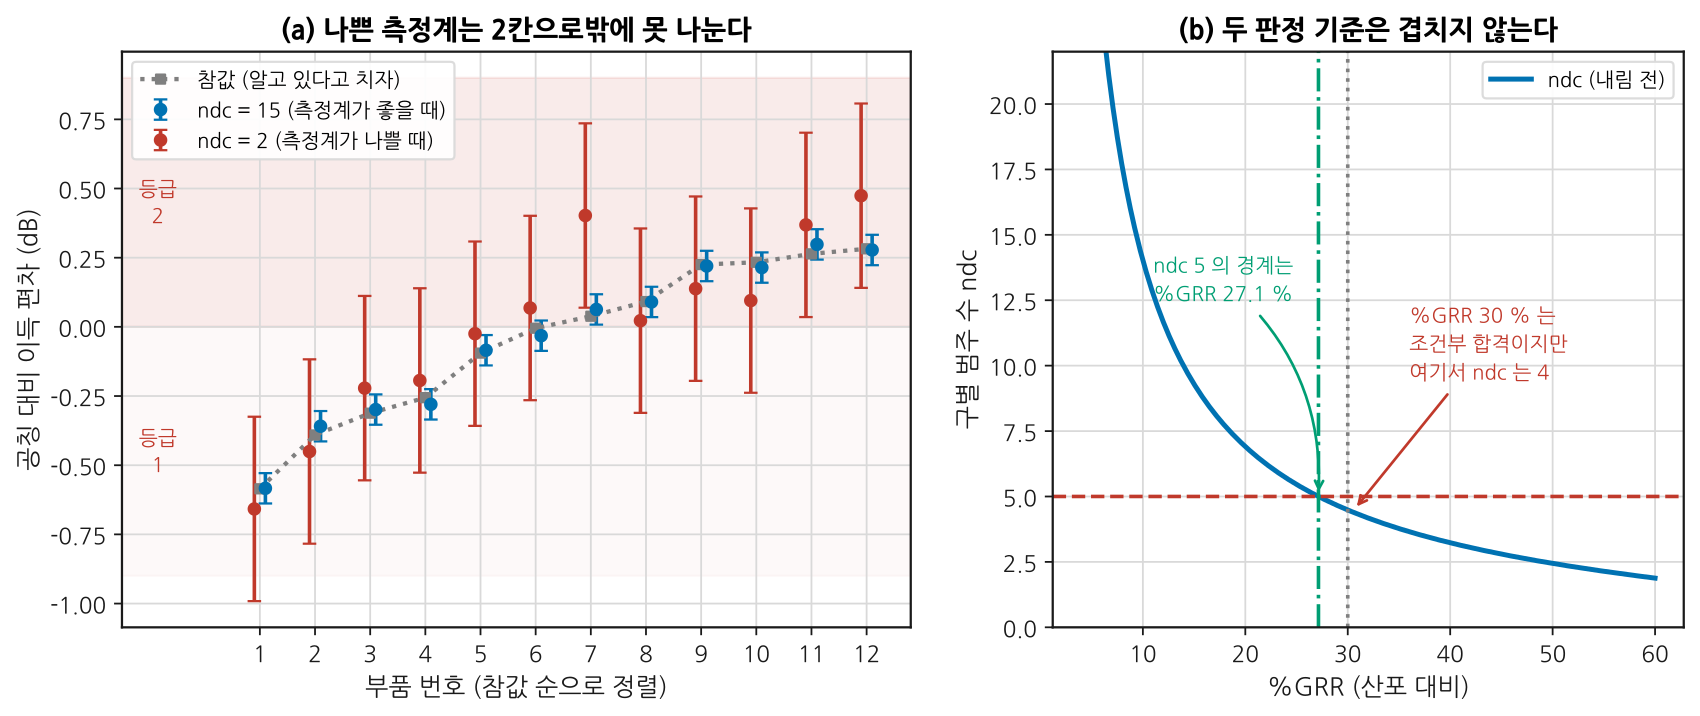 (a) 나쁜 측정계는 2칸으로밖에 못 나눈다
참값 (알고 있다고 치자)
ndc = 15 (측정계가 좋을 때)
ndc = 2 (측정계가 나쁠 때)
등급
2
등급
1
공칭 대비 이득 편차 (dB)
0.75
0.50
0.25
0.00
-0.25
-0.50
-0.75
-1.00
1 2 3 4 5 6 7 8 9 10 11 12
부품 번호 (참값 순으로 정렬)
(b) 두 판정 기준은 겹치지 않는다
ndc (내림 전)
ndc 5 의 경계는
%GRR 27.1 %
%GRR 30 % 는
조건부 합격이지만
여기서 ndc 는 4
구별 범주 수 ndc
20.0
17.5
15.0
12.5
10.0
7.5
5.0
2.5
0.0
10 20 30 40 50 60
%GRR (산포 대비)